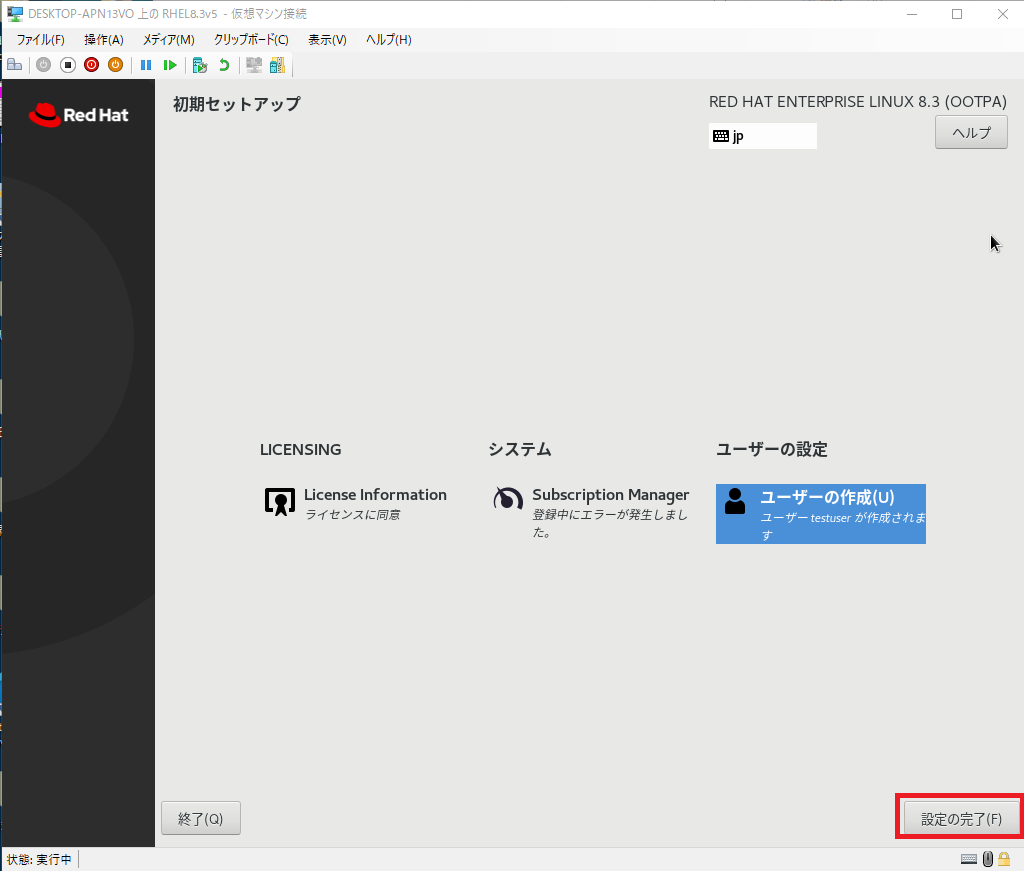 DESKTOP-APN13VO 上の RHEL8.3v5 - 仮想マシン接続
ファイル(F) 操作(A) メディア(M) クリップボード(C) 表示(V) ヘルプ(H)
Red Hat
初期セットアップ
RED HAT ENTERPRISE LINUX 8.3 (OOTPA)
jp
ヘルプ
LICENSING
License Information
ライセンスに同意
システム
Subscription Manager
登録中にエラーが発生しまし
た。
ユーザーの設定
ユーザーの作成(U)
ユーザー testuser が作成されま
す
終了(Q)
設定の完了(F)
状態: 実行中